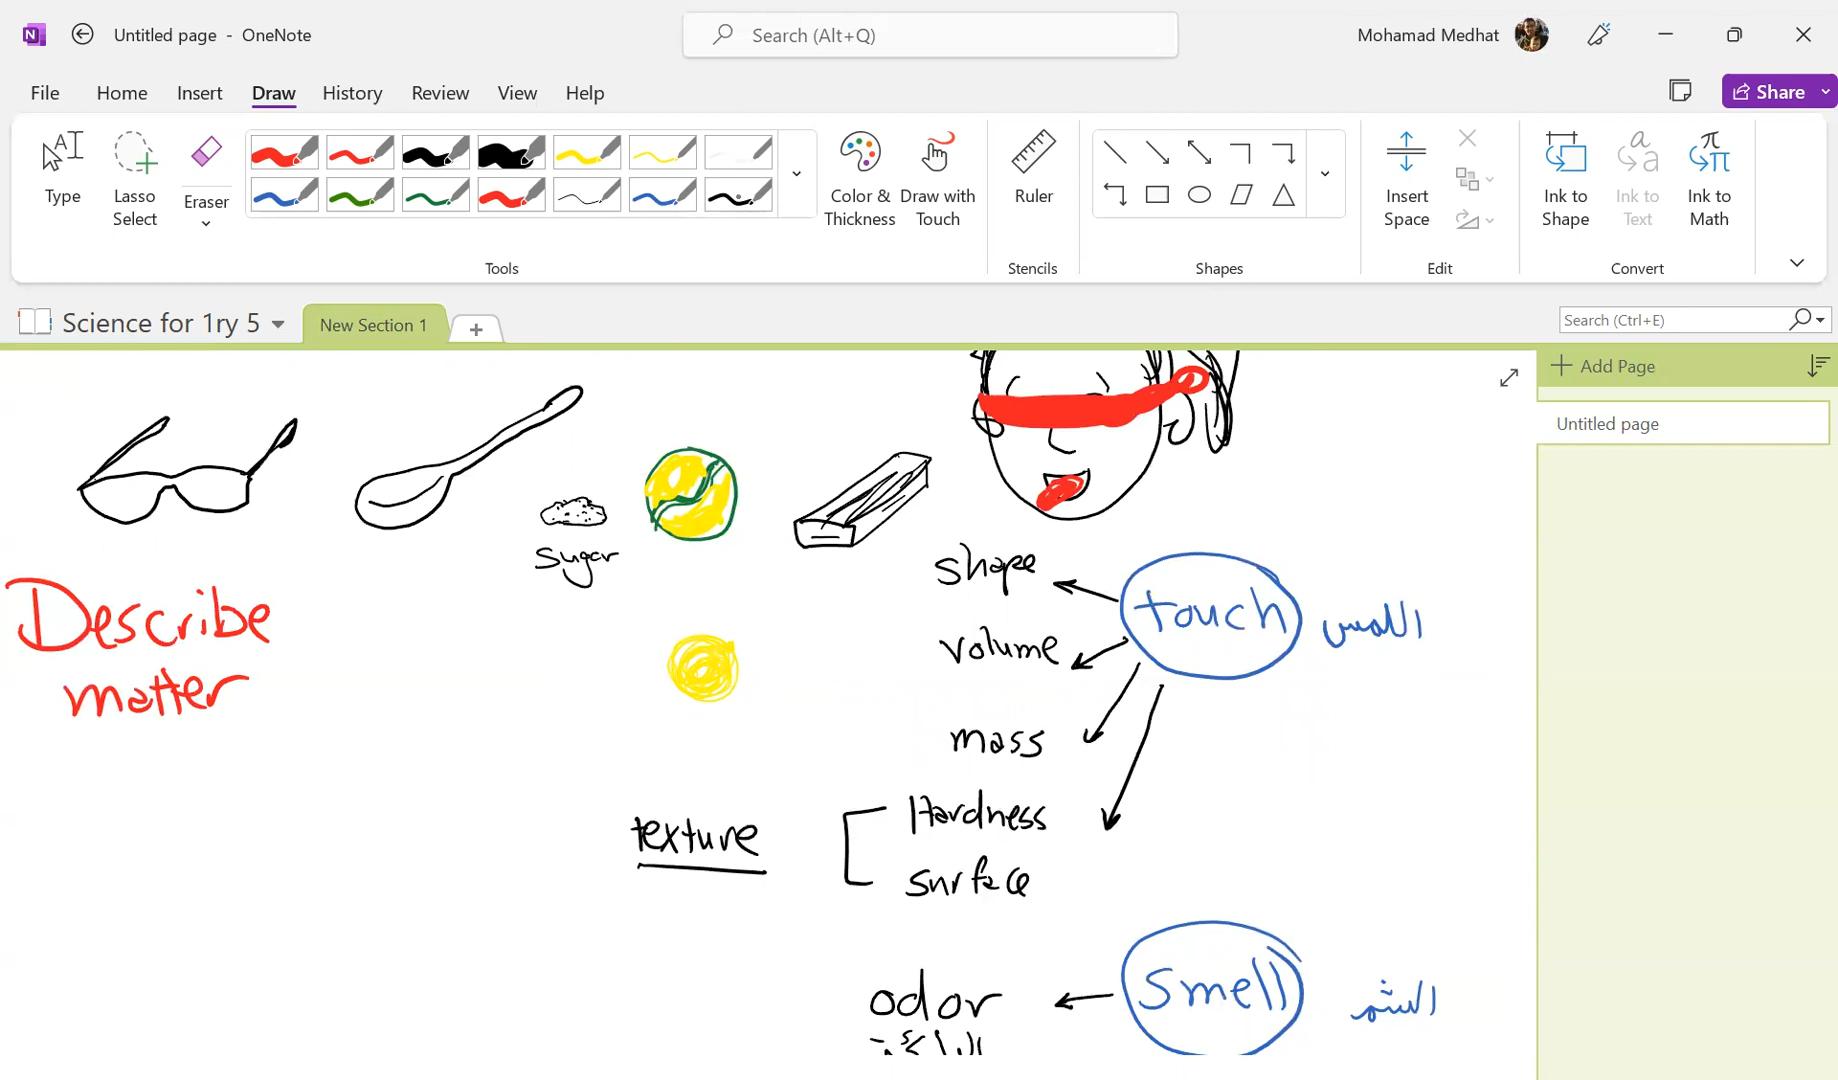 Untitled page - OneNote
Search (Alt+Q)
Mohamad Medhat
File Home Insert Draw History Review View Help
Share
Type
Lasso Select
Eraser
Color & Thickness
Draw with Touch
Ruler
Insert Space
Ink to Shape
Ink to Text
Ink to Math
Tools
Stencils
Shapes
Edit
Convert
Science for 1ry 5
New Section 1
Search (Ctrl+E)
Add Page
Untitled page
sugar
Describe
matter
shape
touch
اللمس
volume
mass
texture
Hardness
surface
smell
الشم
odor